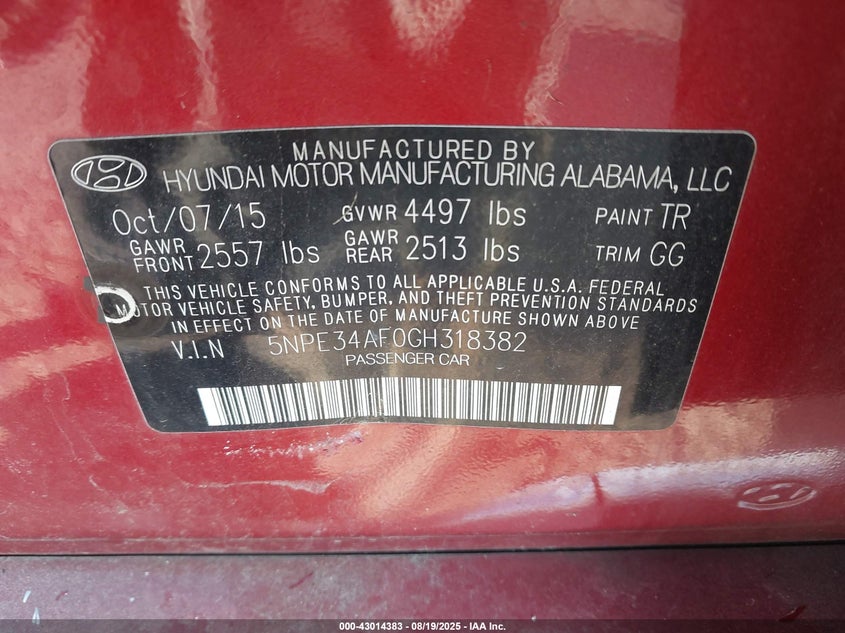 MANUFACTURED BY
HYUNDAI MOTOR MANUFACTURING ALABAMA, LLC
Oct/07/15 GVWR 4497 lbs PAINT TR
GAWR FRONT 2557 lbs GAWR REAR 2513 lbs TRIM GG
THIS VEHICLE CONFORMS TO ALL APPLICABLE U.S.A. FEDERAL
MOTOR VEHICLE SAFETY, BUMPER, AND THEFT PREVENTION STANDARDS
IN EFFECT ON THE DATE OF MANUFACTURE SHOWN ABOVE
V.I.N 5NPE34AF0GH318382
PASSENGER CAR
000-43014383 - 08/19/2025 - IAA Inc.